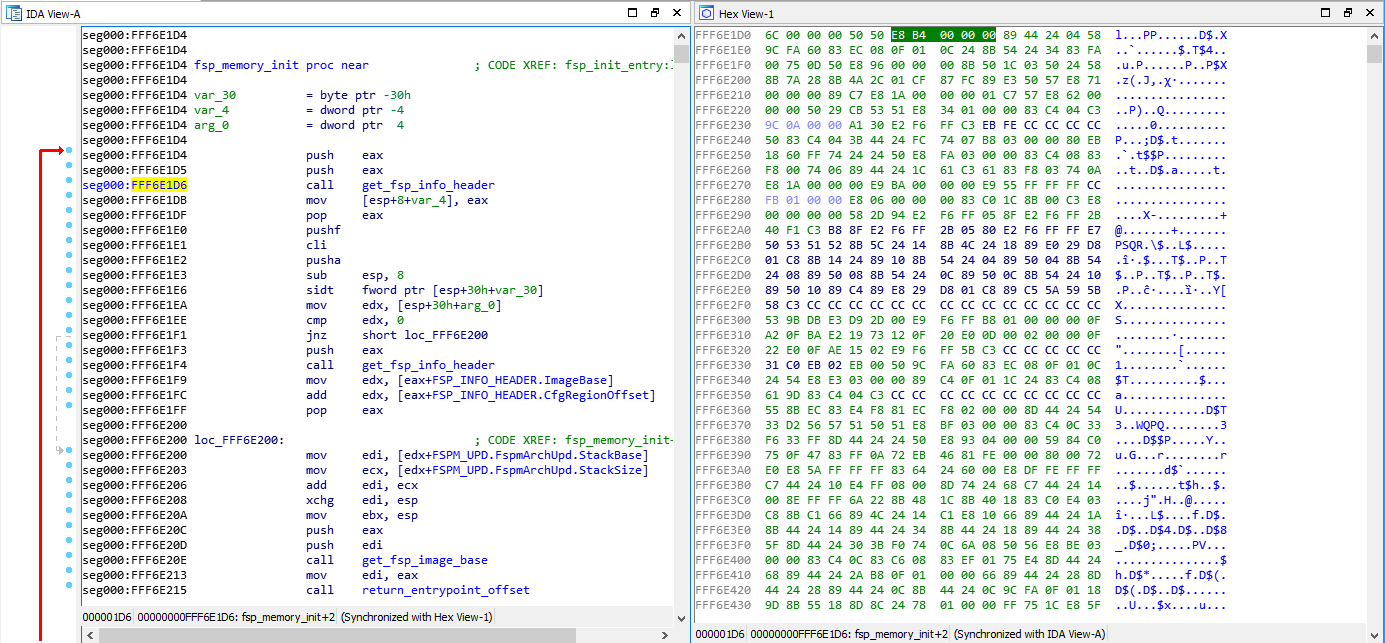 IDA View-A
seg000:FFF6E1D4
seg000:FFF6E1D4
seg000:FFF6E1D4 fsp_memory_init proc near ; CODE XREF: fsp_init_entry:
seg000:FFF6E1D4
seg000:FFF6E1D4 var_30 = byte ptr -30h
seg000:FFF6E1D4 var_4 = dword ptr -4
seg000:FFF6E1D4 arg_0 = dword ptr 4
seg000:FFF6E1D4
seg000:FFF6E1D4 push eax
seg000:FFF6E1D5 push eax
seg000:FFF6E1D6 call get_fsp_info_header
seg000:FFF6E1DB mov [esp+8+var_4], eax
seg000:FFF6E1DF pop eax
seg000:FFF6E1E0 pushf
seg000:FFF6E1E1 cli
seg000:FFF6E1E2 pusha
seg000:FFF6E1E3 sub esp, 8
seg000:FFF6E1E6 sidt fword ptr [esp+30h+var_30]
seg000:FFF6E1EA mov edx, [esp+30h+arg_0]
seg000:FFF6E1EE cmp edx, 0
seg000:FFF6E1F1 jnz short loc_FFF6E200
seg000:FFF6E1F3 push eax
seg000:FFF6E1F4 call get_fsp_info_header
seg000:FFF6E1F9 mov edx, [eax+FSP_INFO_HEADER.ImageBase]
seg000:FFF6E1FC add edx, [eax+FSP_INFO_HEADER.CfgRegionOffset]
seg000:FFF6E1FF pop eax
seg000:FFF6E200
seg000:FFF6E200 loc_FFF6E200: ; CODE XREF: fsp_memory_init
seg000:FFF6E200 mov edi, [edx+FSPM_UPD.FspmArchUpd.StackBase]
seg000:FFF6E203 mov ecx, [edx+FSPM_UPD.FspmArchUpd.StackSize]
seg000:FFF6E206 add edi, ecx
seg000:FFF6E208 xchg edi, esp
seg000:FFF6E20A mov ebx, esp
seg000:FFF6E20C push eax
seg000:FFF6E20D push edi
seg000:FFF6E20E call get_fsp_image_base
seg000:FFF6E213 mov edi, eax
seg000:FFF6E215 call return_entrypoint_offset
000001D6 00000000FFF6E1D6: fsp_memory_init+2 (Synchronized with Hex View-1)
Hex View-1
FFF6E1D0 6C 00 00 00 50 50 E8 B4 00 00 00 89 44 24 04 58 l...PP......D$.X
FFF6E1E0 9C FA 60 83 EC 08 0F 01 0C 24 8B 54 24 34 83 FA ..`......$.T$4..
FFF6E1F0 00 75 0D 50 E8 96 00 00 00 8B 50 1C 03 50 24 58 .u.P......P..P$X
FFF6E200 8B 7A 28 8B 4A 2C 01 CF 87 FC 89 E3 50 57 E8 71
FFF6E210 00 00 00 89 C7 E8 1A 00 00 00 01 C7 57 E8 62 00
FFF6E220 00 00 50 29 CB 53 51 E8 34 01 00 00 83 C4 04 C3
FFF6E230 9C 0A 00 00 A1 30 E2 F6 FF C3 EB FE CC CC CC CC
FFF6E240 50 83 C4 04 3B 44 24 FC 74 07 B8 03 00 00 80 EB
FFF6E250 18 60 FF 74 24 24 50 E8 FA 03 00 00 83 C4 08 83
FFF6E260 F8 00 74 06 89 44 24 1C 61 C3 61 83 F8 03 74 0A
FFF6E270 E8 1A 00 00 00 E9 BA 00 00 00 E9 55 FF FF FF CC
FFF6E280 FB 01 00 00 E8 06 00 00 00 83 C0 1C 8B 00 C3 E8
FFF6E290 00 00 00 00 58 2D 94 E2 F6 FF 05 8F E2 F6 FF 2B
FFF6E2A0 40 F1 C3 B8 8F E2 F6 FF 2B 05 80 E2 F6 FF FF E7
FFF6E2B0 50 53 51 52 8B 5C 24 14 8B 4C 24 18 89 E0 29 D8
FFF6E2C0 01 C8 8B 14 24 89 10 8B 54 24 04 89 50 04 8B 54
FFF6E2D0 24 08 89 50 08 8B 54 24 0C 89 50 0C 8B 54 24 10
FFF6E2E0 89 50 10 89 C4 89 E8 29 D8 01 C8 89 C5 5A 59 5B
FFF6E2F0 58 C3 CC CC CC CC CC CC CC CC CC CC CC CC CC CC
FFF6E300 53 9B DB E3 D9 2D 00 E9 F6 FF B8 01 00 00 00 0F
FFF6E310 A2 0F BA E2 19 73 12 0F 20 E0 0D 00 02 00 00 0F
FFF6E320 22 E0 0F AE 15 02 E9 F6 FF 5B C3 CC CC CC CC CC
FFF6E330 31 C0 EB 02 EB 00 50 9C FA 60 83 EC 08 0F 01 0C
FFF6E340 24 54 E8 E3 03 00 00 89 C4 0F 01 1C 24 83 C4 08
FFF6E350 61 9D 83 C4 04 C3 CC CC CC CC CC CC CC CC CC CC
FFF6E360 55 8B EC 83 E4 F8 81 EC F8 02 00 00 8D 44 24 54
FFF6E370 33 D2 56 57 51 50 51 E8 BF 03 00 00 83 C4 0C 33
FFF6E380 F6 33 FF 8D 44 24 24 50 E8 93 04 00 00 59 84 C0
FFF6E390 75 0F 47 83 FF 0A 72 EB 46 81 FE 00 00 80 00 72
FFF6E3A0 E0 E8 5A FF FF FF 83 64 24 60 00 E8 DF FE FF FF
FFF6E3B0 C7 44 24 10 E4 FF 08 00 8D 74 24 68 C7 44 24 14
FFF6E3C0 00 8E FF FF 6A 22 8B 48 1C 8B 40 18 83 C0 E4 03
FFF6E3D0 C8 8B C1 66 89 4C 24 14 C1 E8 10 66 89 44 24 1A
FFF6E3E0 8B 44 24 14 89 44 24 34 8B 44 24 18 89 44 24 38
FFF6E3F0 5F 8D 44 24 30 3B F0 74 0C 6A 08 50 56 E8 BE 03
FFF6E400 00 00 83 C4 0C 83 C6 08 83 EF 01 75 E4 8D 44 24
FFF6E410 68 89 44 24 2A B8 0F 01 00 00 66 89 44 24 28 8D
FFF6E420 44 24 28 89 44 24 0C 8B 44 24 0C 9C FA 0F 01 18
FFF6E430 9D 8B 55 18 8D 8C 24 78 01 00 00 FF 75 1C E8 5F
000001D6 00000000FFF6E1D6: fsp_memory_init+2 (Synchronized with IDA View-A)